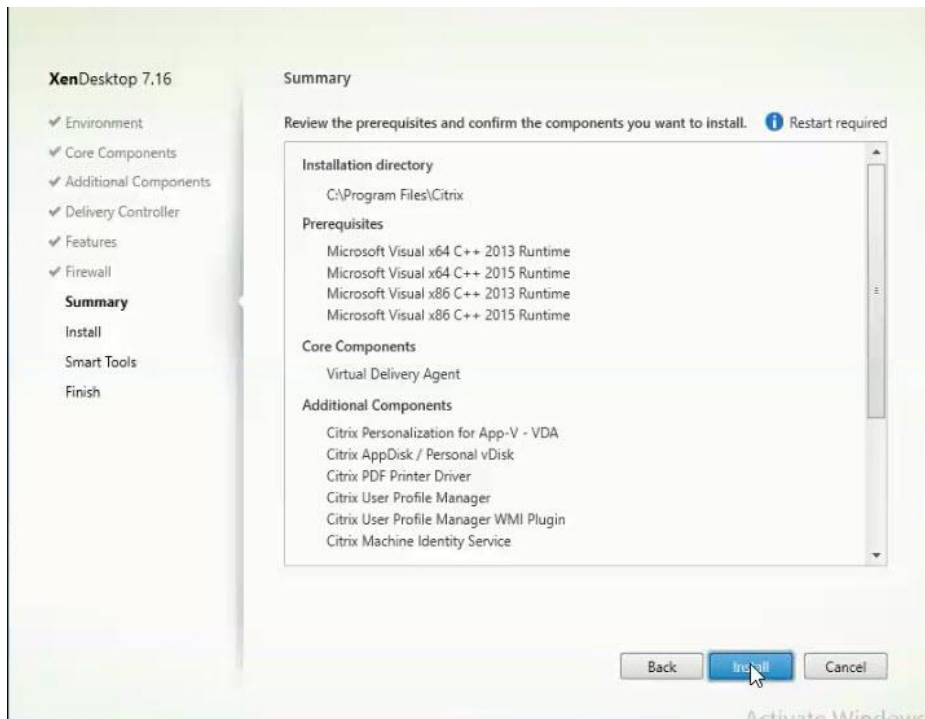 XenDesktop 7.16
Environment
Core Components
Additional Components
Delivery Controller
Features
Firewall
Summary
Install
Smart Tools
Finish
Summary
Review the prerequisites and confirm the components you want to install. Restart required
Installation directory
C:\Program Files\Citrix
Prerequisites
Microsoft Visual x64 C++ 2013 Runtime
Microsoft Visual x64 C++ 2015 Runtime
Microsoft Visual x86 C++ 2013 Runtime
Microsoft Visual x86 C++ 2015 Runtime
Core Components
Virtual Delivery Agent
Additional Components
Citrix Personalization for App-V - VDA
Citrix AppDisk / Personal vDisk
Citrix PDF Printer Driver
Citrix User Profile Manager
Citrix User Profile Manager WMI Plugin
Citrix Machine Identity Service
Back Install Cancel
Activate Windows